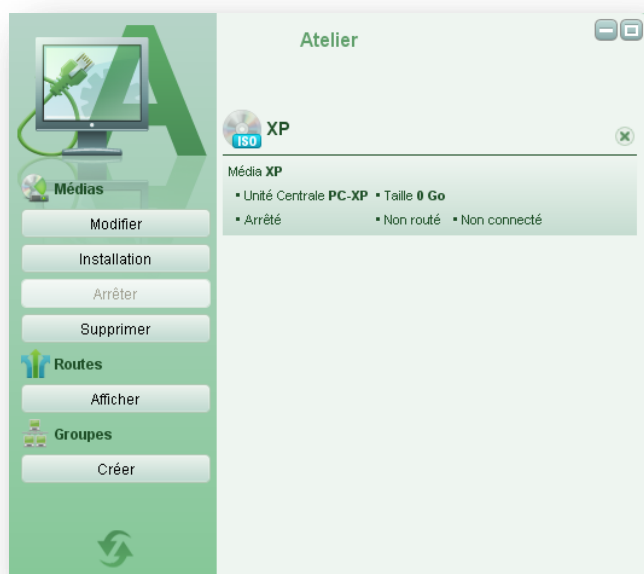 Atelier
ISO
XP
Média XP
▪ Unité Centrale PC-XP ▪ Taille 0 Go
▪ Arrêté ▪ Non routé ▪ Non connecté
Médias
Modifier
Installation
Arrêter
Supprimer
Routes
Afficher
Groupes
Créer